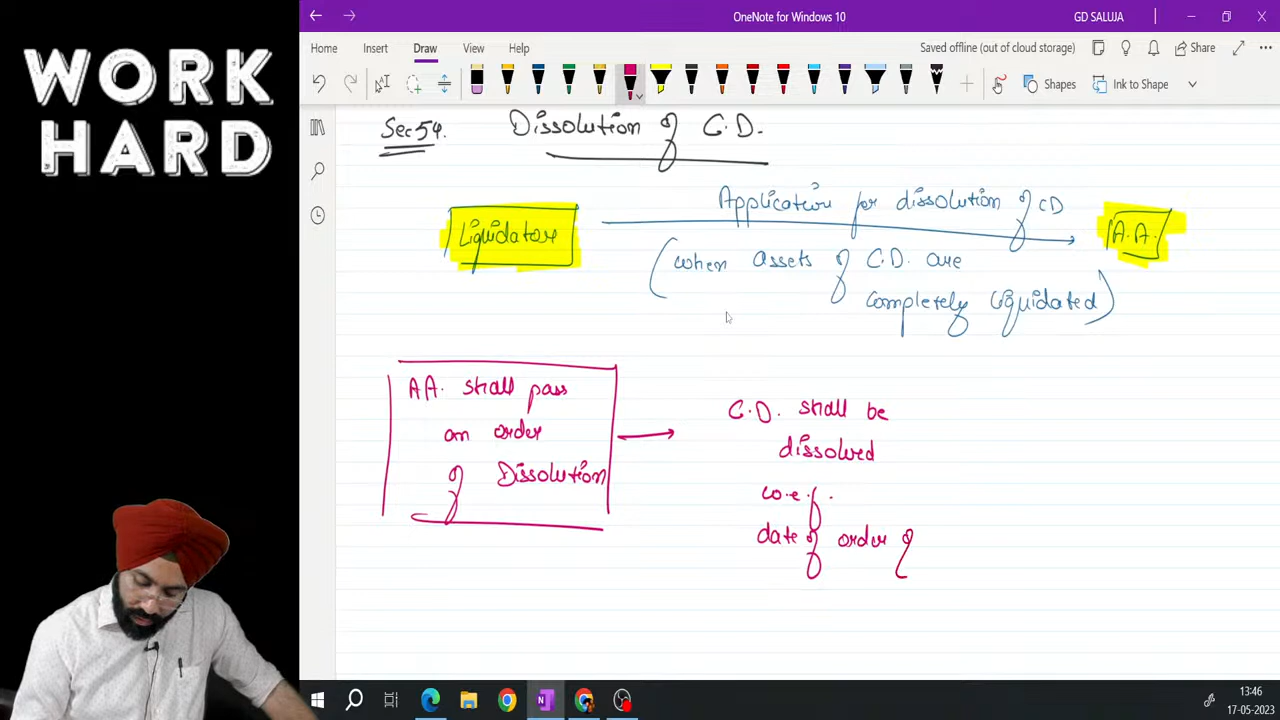 WORK
HARD
OneNote for Windows 10
GD SALUJA
Home Insert Draw View Help
Saved offline (out of cloud storage)
Share
Shapes
Ink to Shape
Sec 54. Dissolution of C.D.
Application for dissolution of CD
Liquidator
A.A.
(when assets of C.D. are
completely liquidated)
AA. shall pass
an order
of Dissolution
C.D. shall be
dissolved
w.e.f.
date of order of
13:46
17-05-2023